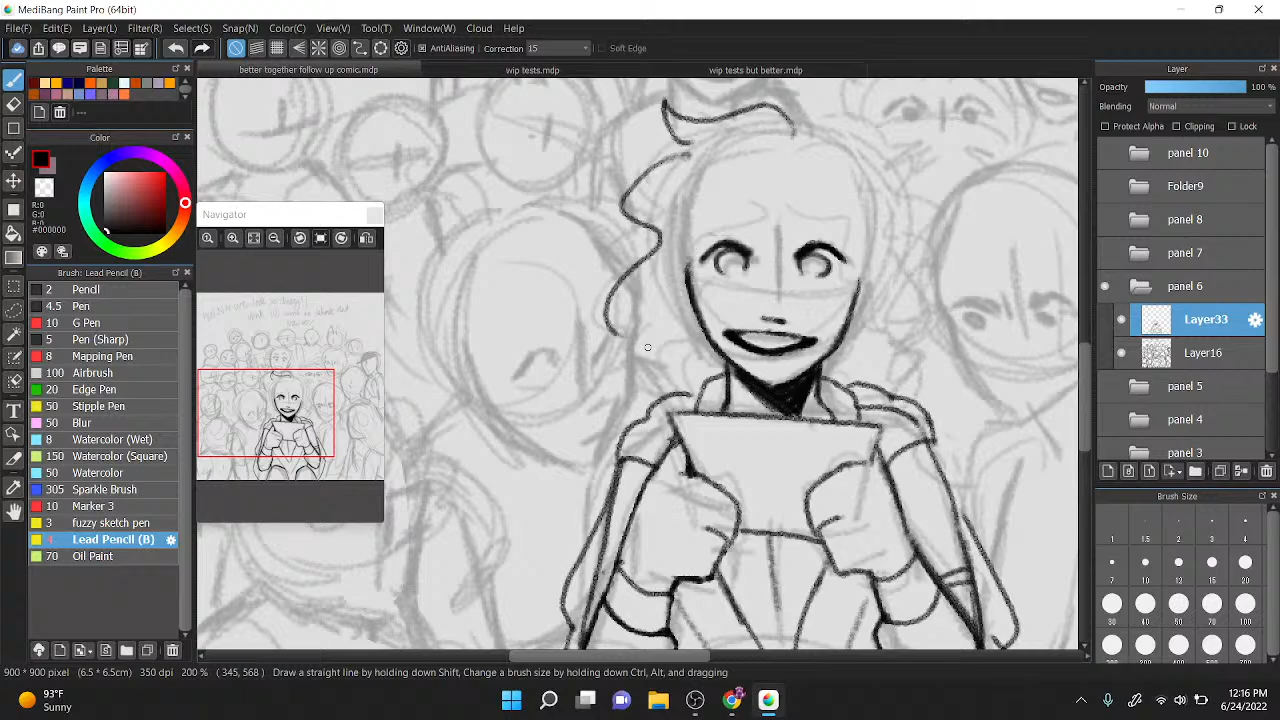 MediBang Paint Pro (64bit)
File(F) Edit(E) Layer(L) Filter(R) Select(S) Snap(N) Color(C) View(V) Tool(T) Window(W) Cloud Help
AntiAliasing Correction 15 Soft Edge
Palette
better together follow up comic.mdp
wip tests.mdp
wip tests but better.mdp
Layer
Opacity 100 %
Blending Normal
Protect Alpha Clipping Lock
---
Color
R:0
G:0
B:0
#000000
Navigator
panel 10
Folder9
panel 8
panel 7
panel 6
Layer33
Layer16
panel 5
panel 4
panel 3
Brush: Lead Pencil (B)
2 Pencil
4.5 Pen
10 G Pen
5 Pen (Sharp)
8 Mapping Pen
100 Airbrush
20 Edge Pen
50 Stipple Pen
50 Blur
8 Watercolor (Wet)
150 Watercolor (Square)
50 Watercolor
305 Sparkle Brush
10 Marker 3
3 fuzzy sketch pen
Lead Pencil (B)
70 Oil Paint
Brush Size
1 1.5 2 3 4
7 10 12 15 20
30 40 50 70 100
900 * 900 pixel (6.5 * 6.5cm) 350 dpi 200 % ( 345, 568 ) Draw a straight line by holding down Shift, Change a brush size by holding down Ctrl, Alt, and dragging
93°F
Sunny
12:16 PM
6/24/2022